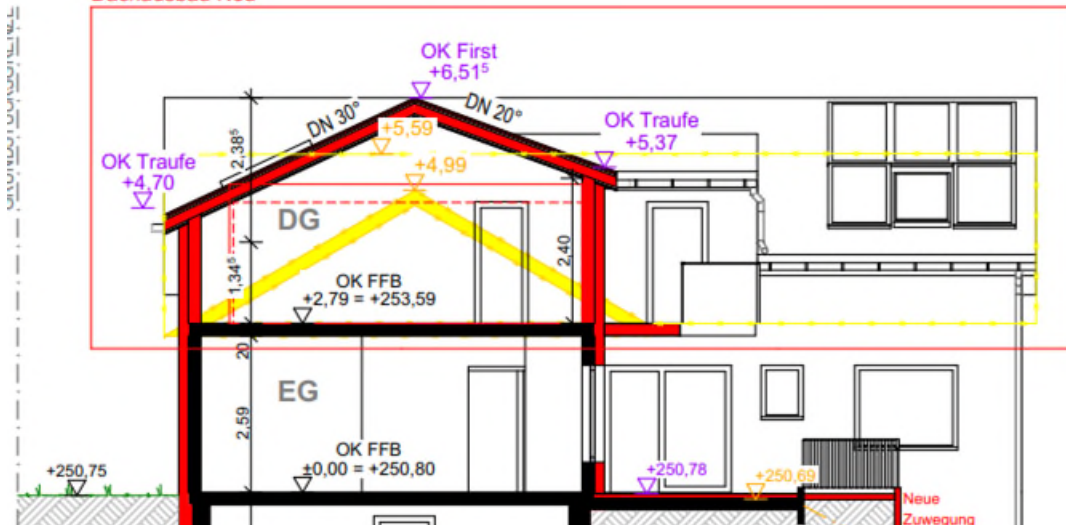 OK First
+6,51⁵
DN 30°
DN 20°
+5,59
OK Traufe
+5,37
OK Traufe
+4,70
2,38⁵
+4,99
DG
2,40
1,34⁵
OK FFB
+2,79 = +253,59
20
EG
2,59
OK FFB
±0,00 = +250,80
+250,75
+250,78
+250,69
Neue
Zuwegung